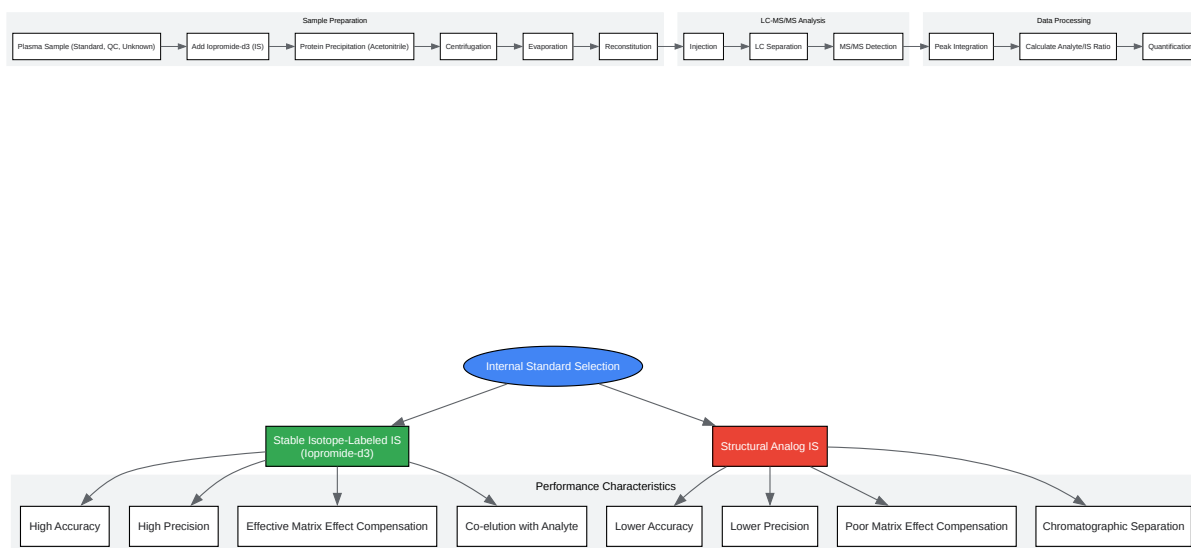 Sample Preparation
LC-MS/MS Analysis
Data Processing
Plasma Sample (Standard, QC, Unknown)
Add Iopromide-d3 (IS)
Protein Precipitation (Acetonitrile)
Centrifugation
Evaporation
Reconstitution
Injection
LC Separation
MS/MS Detection
Peak Integration
Calculate Analyte/IS Ratio
Quantification
Internal Standard Selection
Stable Isotope-Labeled IS
(Iopromide-d3)
Structural Analog IS
Performance Characteristics
High Accuracy
High Precision
Effective Matrix Effect Compensation
Co-elution with Analyte
Lower Accuracy
Lower Precision
Poor Matrix Effect Compensation
Chromatographic Separation